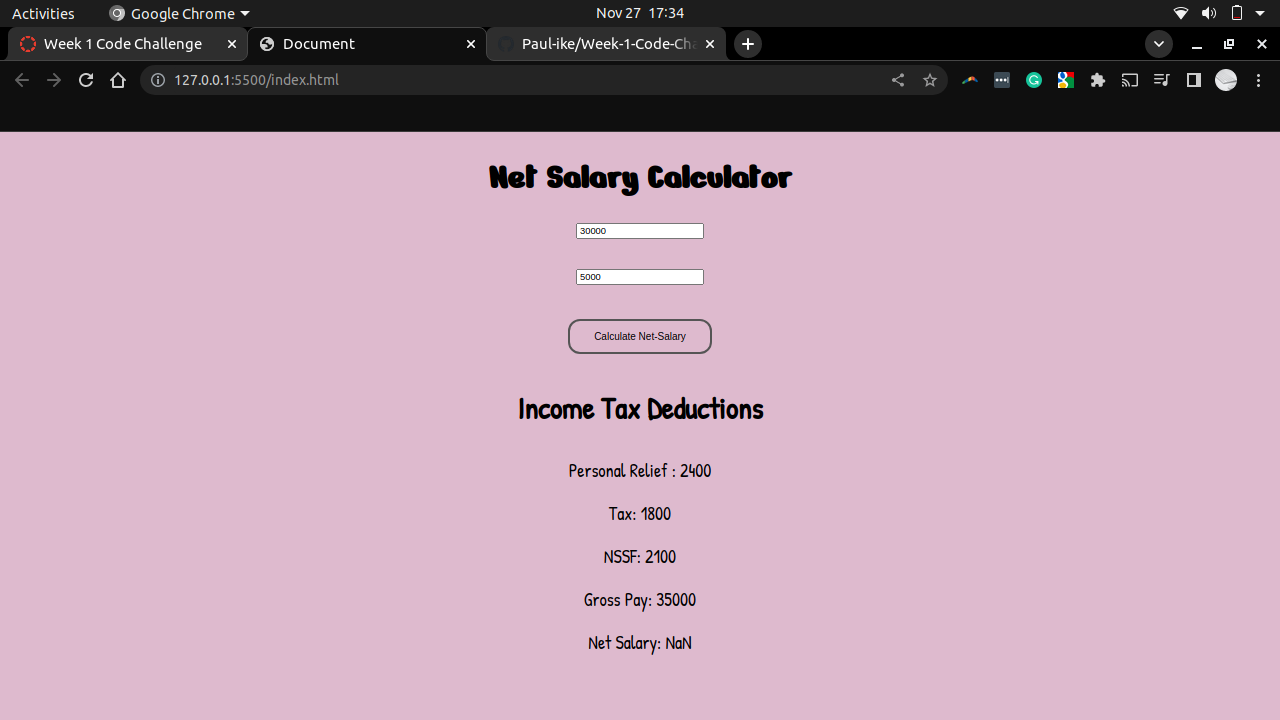 Activities
Google Chrome
Nov 27 17:34
Week 1 Code Challenge
Document
Paul-ike/Week-1-Code-Cha
127.0.0.1:5500/index.html
Net Salary Calculator
30000
5000
Calculate Net-Salary
Income Tax Deductions
Personal Relief : 2400
Tax: 1800
NSSF: 2100
Gross Pay: 35000
Net Salary: NaN